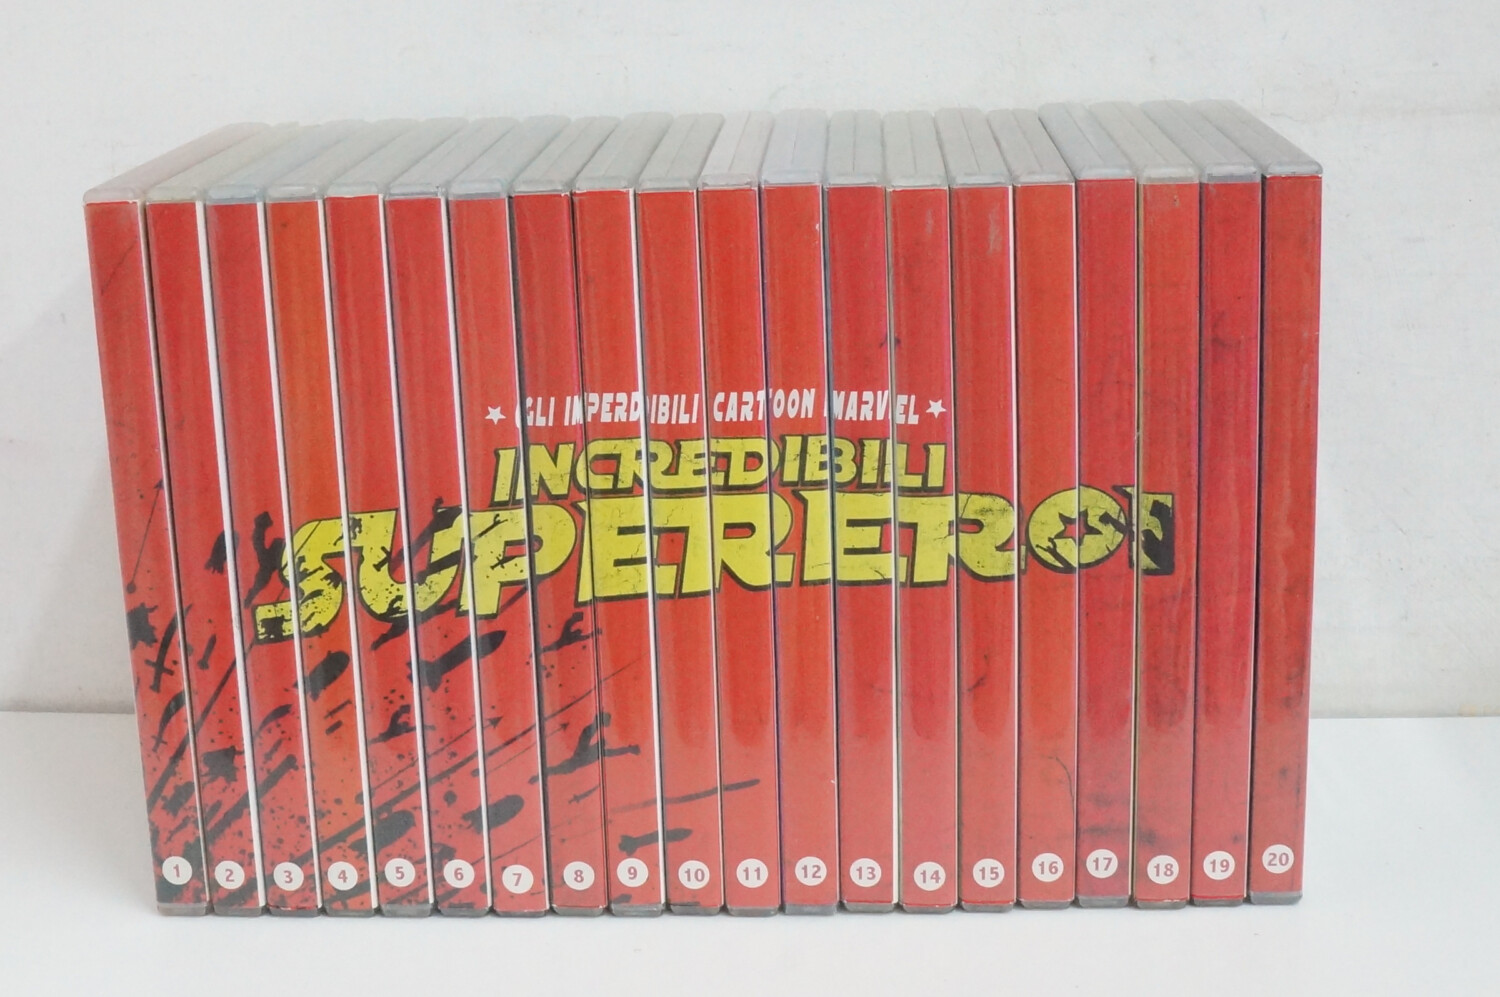 GLI IMPERDIBILI CARTOON MARVEL
INCREDIBILI
SUPEREROI
1 2 3 4 5 6 7 8 9 10 11 12 13 14 15 16 17 18 19 20